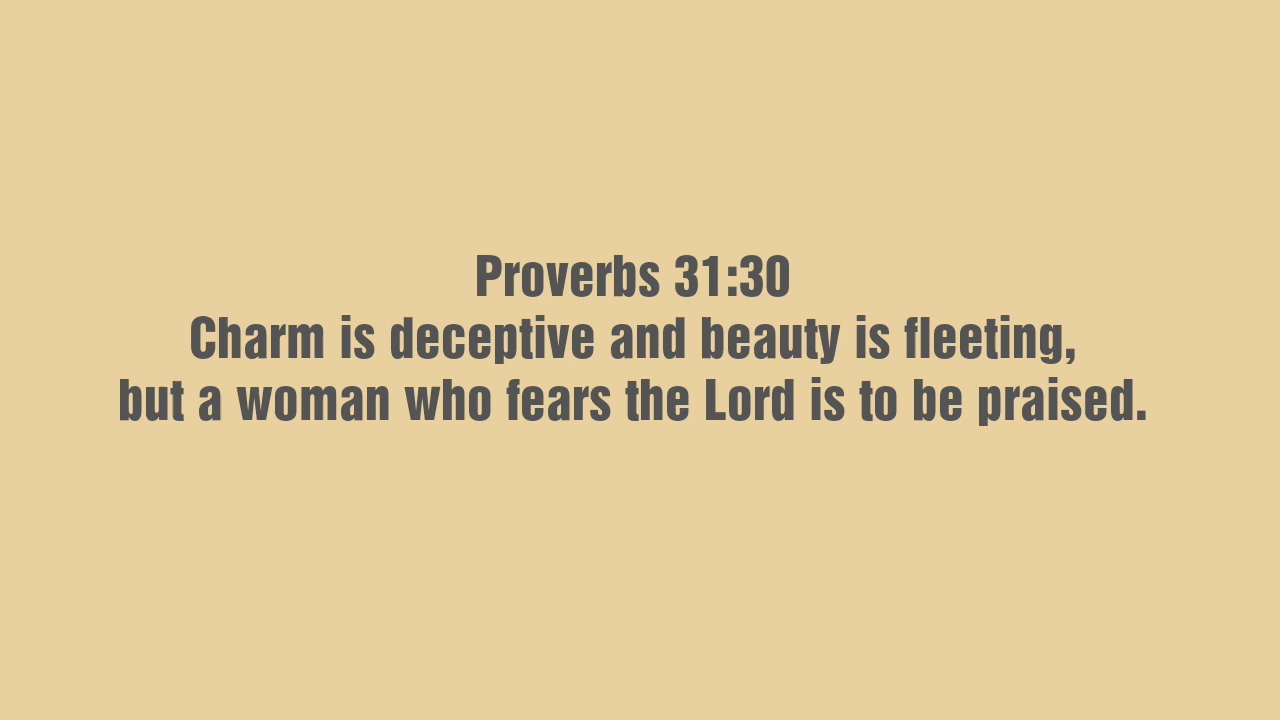 Proverbs 31:30
Charm is deceptive and beauty is fleeting,
but a woman who fears the Lord is to be praised.